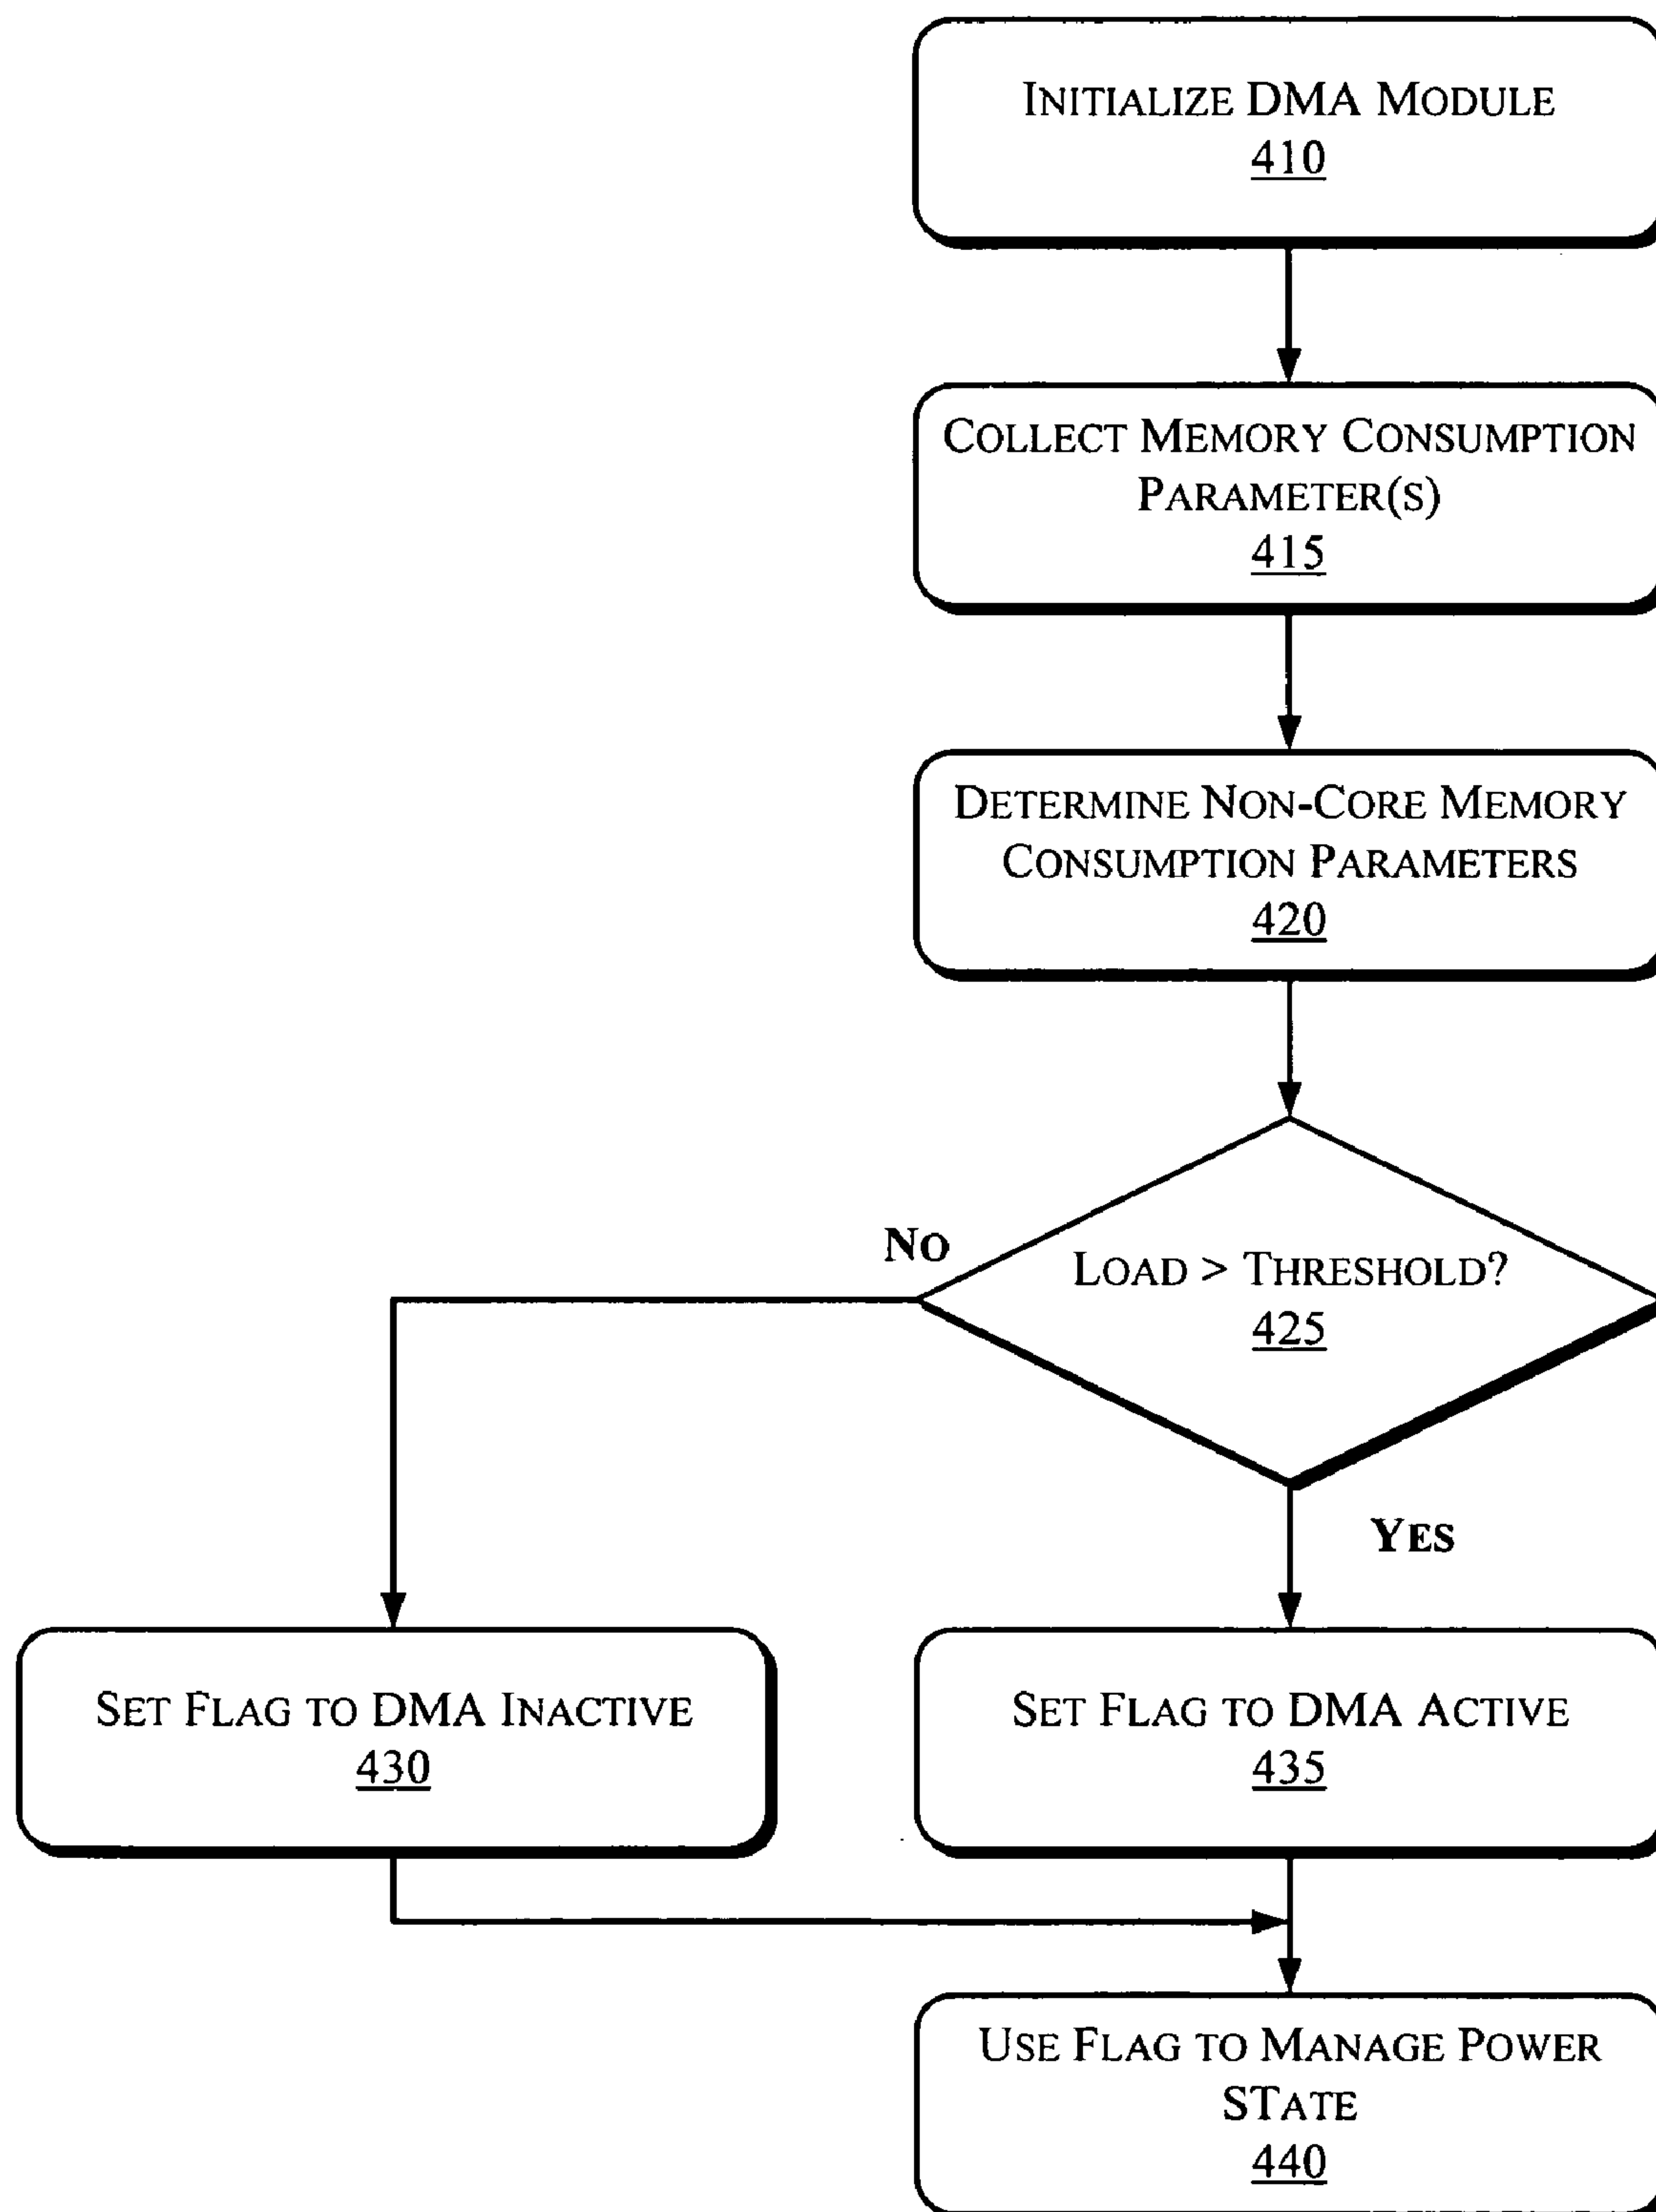 INITIALIZE DMA MODULE
410
COLLECT MEMORY CONSUMPTION
PARAMETER(S)
415
DETERMINE NON-CORE MEMORY
CONSUMPTION PARAMETERS
420
NO
LOAD > THRESHOLD?
425
YES
SET FLAG TO DMA INACTIVE
430
SET FLAG TO DMA ACTIVE
435
USE FLAG TO MANAGE POWER
STATE
440